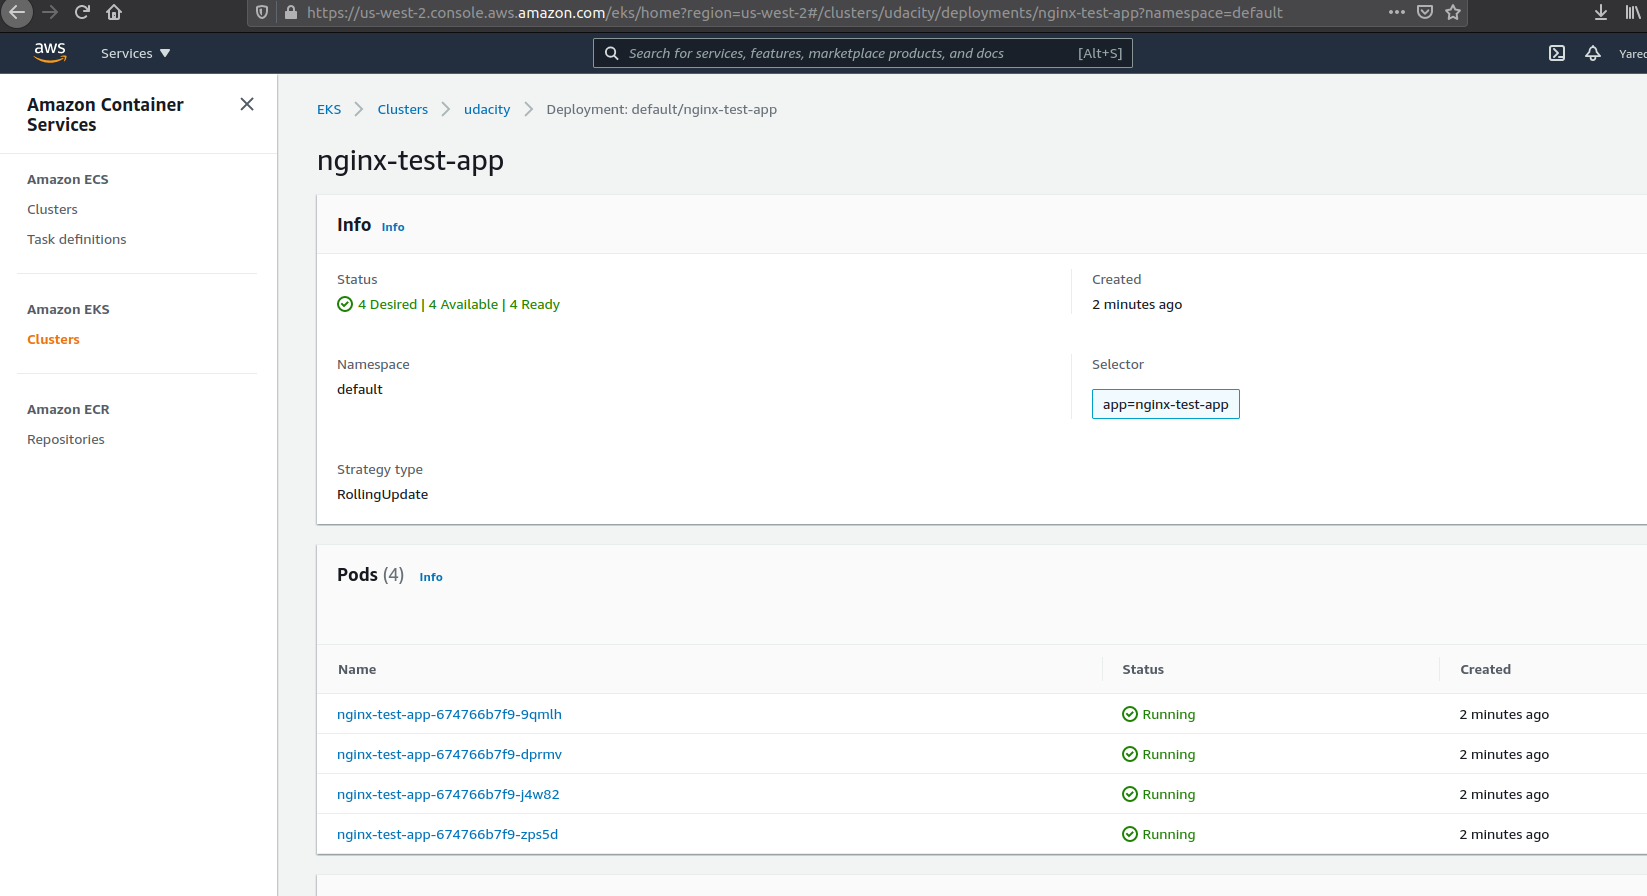 https://us-west-2.console.aws.amazon.com/eks/home?region=us-west-2#/clusters/udacity/deployments/nginx-test-app?namespace=default
aws Services Search for services, features, marketplace products, and docs [Alt+S]
Amazon Container
Services
Amazon ECS
Clusters
Task definitions
Amazon EKS
Clusters
Amazon ECR
Repositories
EKS Clusters udacity Deployment: default/nginx-test-app
nginx-test-app
Info Info
Status
4 Desired | 4 Available | 4 Ready
Created
2 minutes ago
Namespace
default
Selector
app=nginx-test-app
Strategy type
RollingUpdate
Pods (4) Info
Name Status Created
nginx-test-app-674766b7f9-9qmlh Running 2 minutes ago
nginx-test-app-674766b7f9-dprmv Running 2 minutes ago
nginx-test-app-674766b7f9-j4w82 Running 2 minutes ago
nginx-test-app-674766b7f9-zps5d Running 2 minutes ago